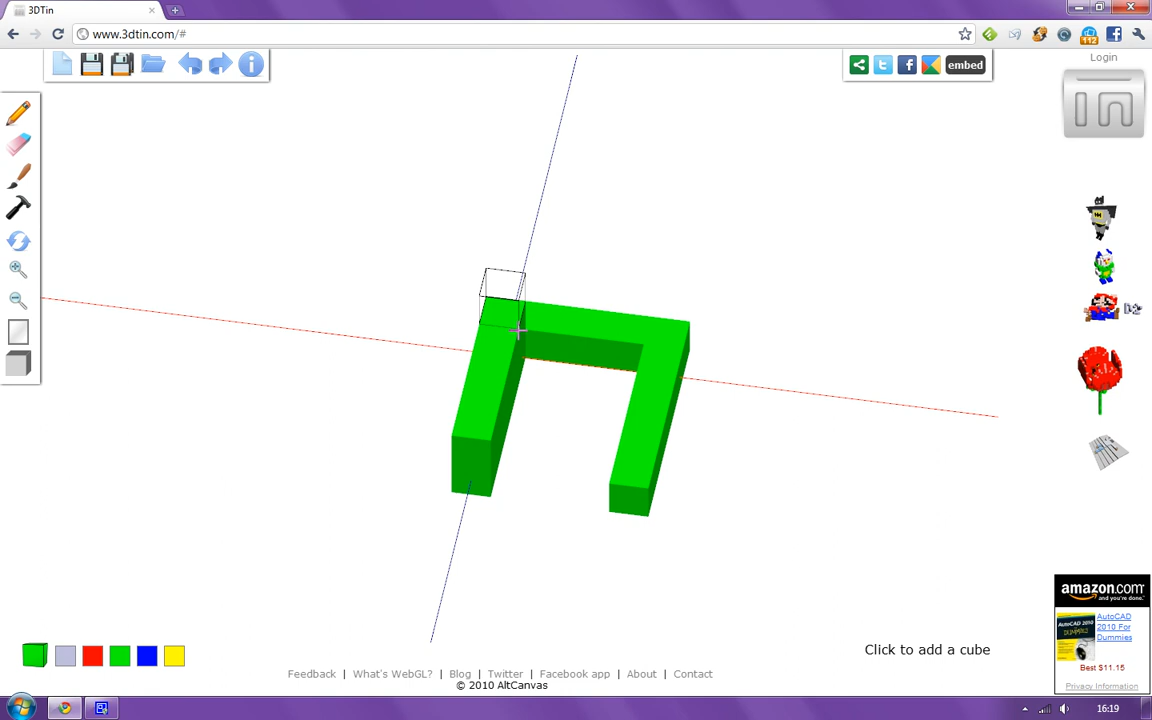 3DTin
www.3dtin.com/#
112
embed
Login
in
amazon.com
and you're done.
AutoCAD
2010 For
Dummies
Best $11.15
Privacy Information
Click to add a cube
Feedback | What's WebGL? | Blog | Twitter | Facebook app | About | Contact
© 2010 AltCanvas
16:19